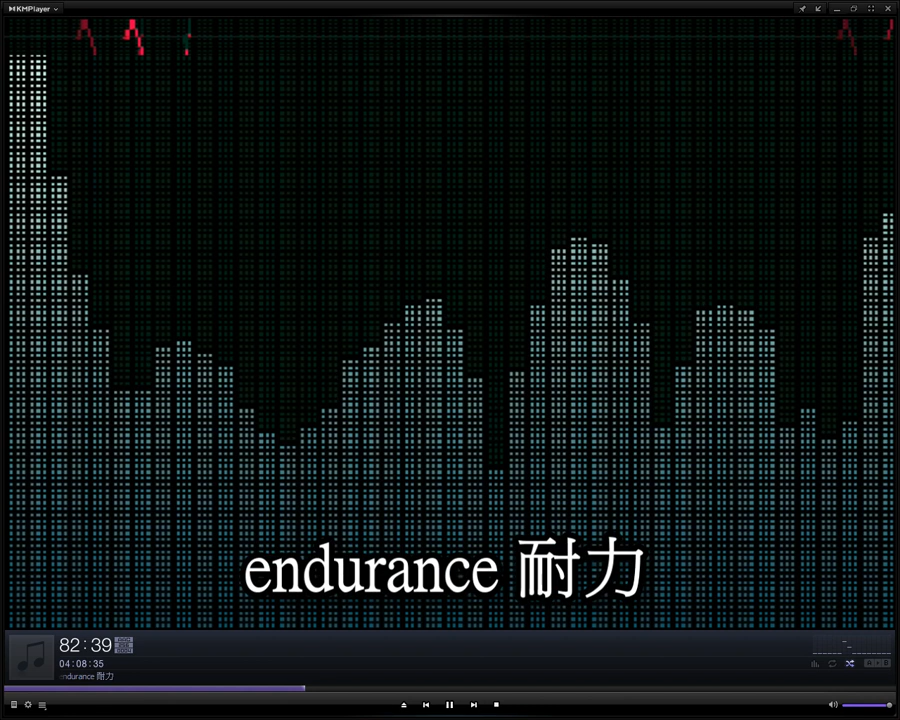 KMPlayer
endurance 耐力
82:39
04:08:35
ndurance 耐力